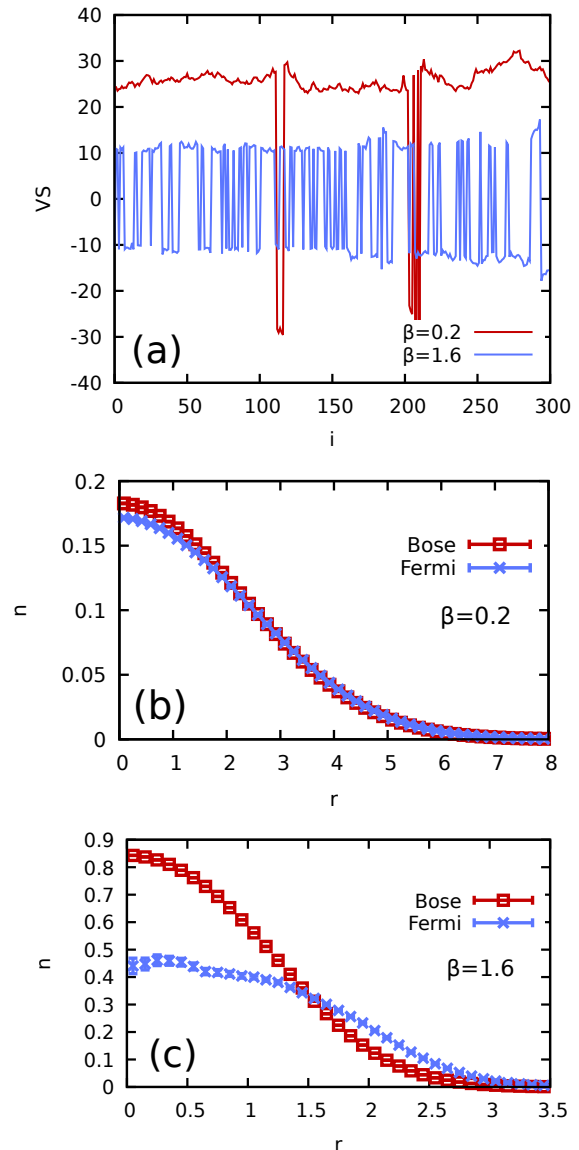 40
30
20
10
0
-10
-20
-30
-40
VS
(a)
β=0.2
β=1.6
0 50 100 150 200 250 300
i
0.2
0.15
0.1
0.05
0
n
Bose
Fermi
β=0.2
(b)
0 1 2 3 4 5 6 7 8
r
0.9
0.8
0.7
0.6
0.5
0.4
0.3
0.2
0.1
0
n
Bose
Fermi
β=1.6
(c)
0 0.5 1 1.5 2 2.5 3 3.5
r